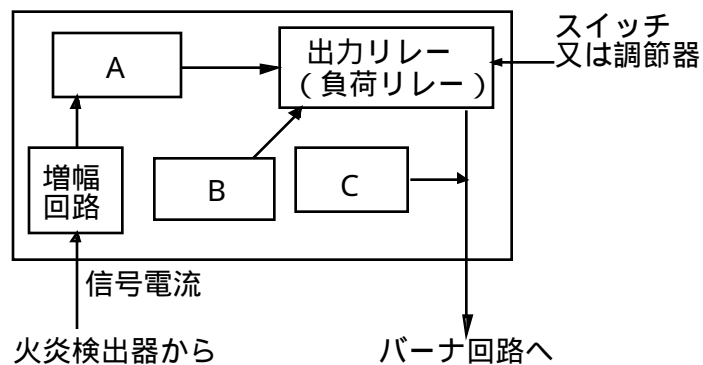 A
出力リレー
(負荷リレー)
スイッチ
又は調節器
増幅
回路
B
C
信号電流
火炎検出器から
バーナ回路へ